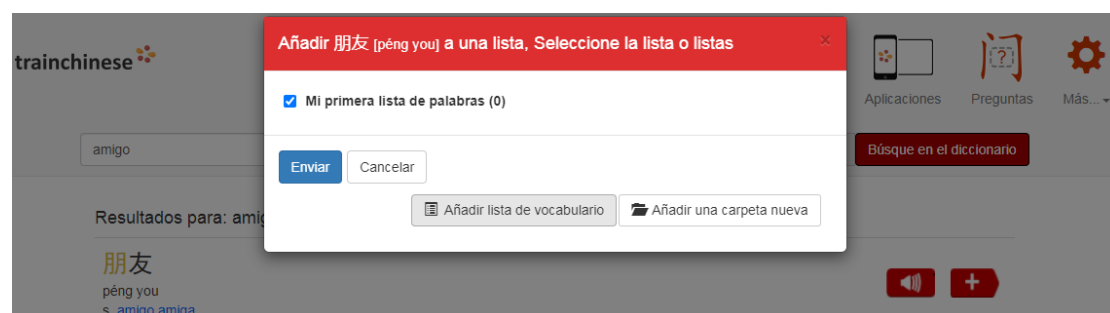 Añadir 朋友 [péng you] a una lista, Seleccione la lista o listas ×
trainchinese
Mi primera lista de palabras (0)
问
Aplicaciones Preguntas Más...
amigo
Búsque en el diccionario
Enviar Cancelar
Añadir lista de vocabulario Añadir una carpeta nueva
Resultados para: amig
朋友
péng you
s. amigo amiga